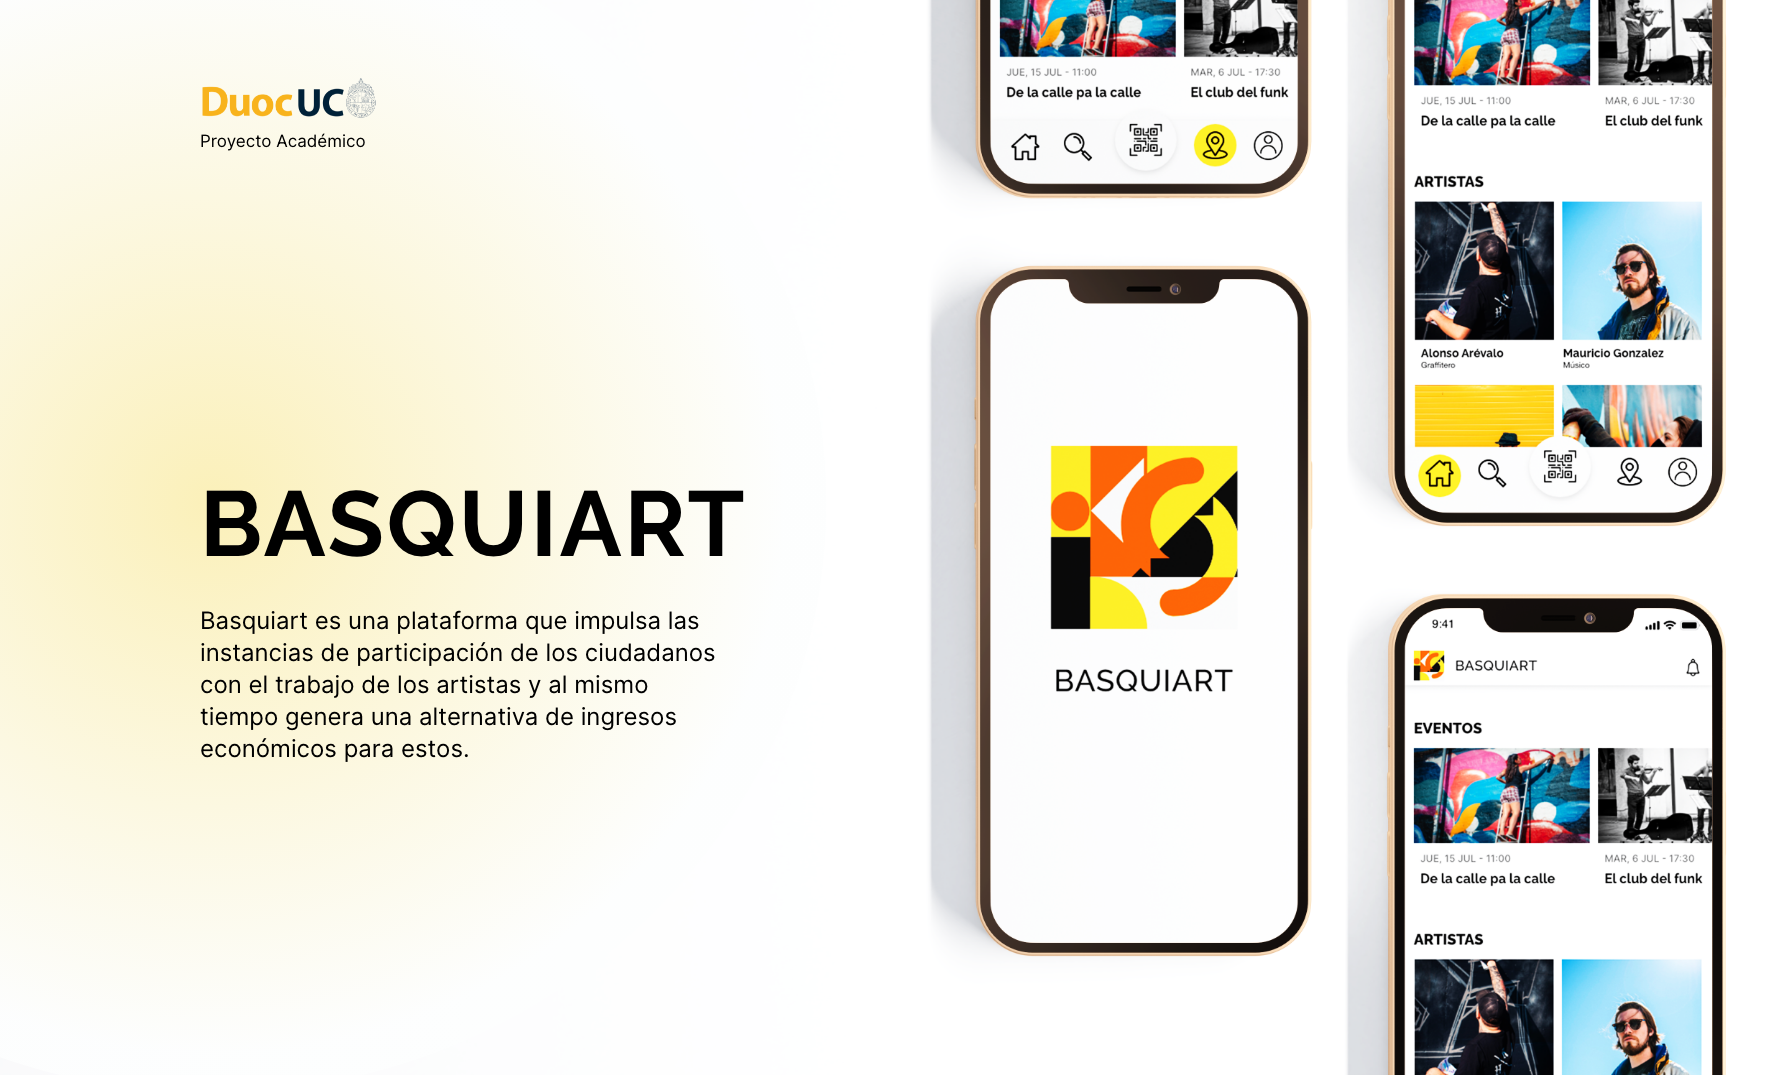 DuocUC
Proyecto Académico
BASQUIART
Basquiart es una plataforma que impulsa las
instancias de participación de los ciudadanos
con el trabajo de los artistas y al mismo
tiempo genera una alternativa de ingresos
económicos para estos.
JUE, 15 JUL - 11:00
De la calle pa la calle
MAR, 6 JUL - 17:30
El club del funk
BASQUIART
JUE, 15 JUL - 11:00
De la calle pa la calle
MAR, 6 JUL - 17:30
El club del funk
ARTISTAS
Alonso Arévalo
Graffitero
Mauricio Gonzalez
Músico
9:41
BASQUIART
EVENTOS
JUE, 15 JUL - 11:00
De la calle pa la calle
MAR, 6 JUL - 17:30
El club del funk
ARTISTAS